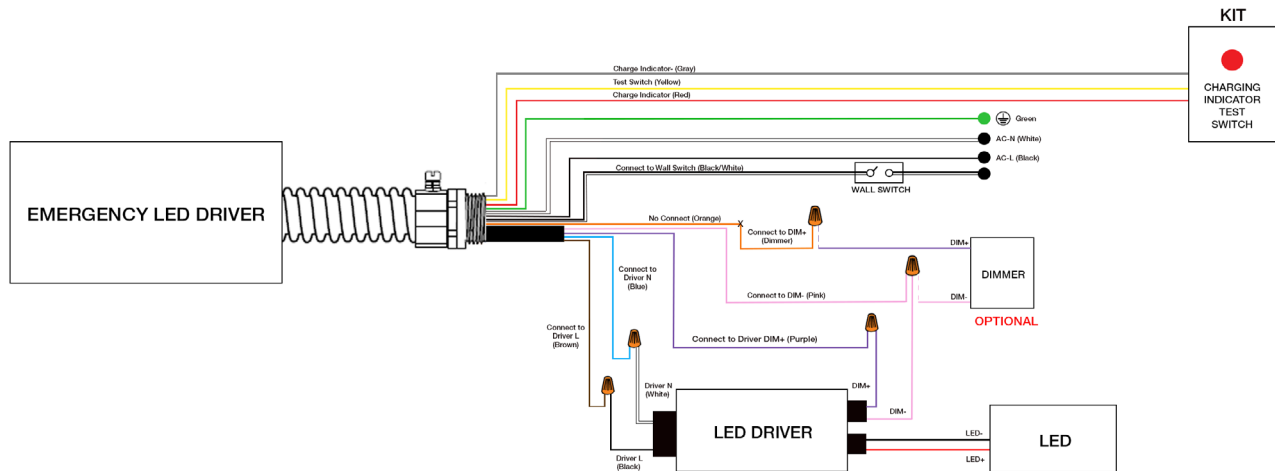 KIT
CHARGING
INDICATOR
TEST
SWITCH
Charge Indicator- (Gray)
Test Switch (Yellow)
Charge Indicator (Red)
Green
AC-N (White)
AC-L (Black)
Connect to Wall Switch (Black/White)
WALL SWITCH
EMERGENCY LED DRIVER
No Connect (Orange)
X
Connect to DIM+
(Dimmer)
DIM+
DIMMER
DIM-
OPTIONAL
Connect to
Driver N
(Blue)
Connect to DIM- (Pink)
Connect to
Driver L
(Brown)
Connect to Driver DIM+ (Purple)
Driver N
(White)
DIM+
DIM-
LED DRIVER
Driver L
(Black)
LED-
LED+
LED